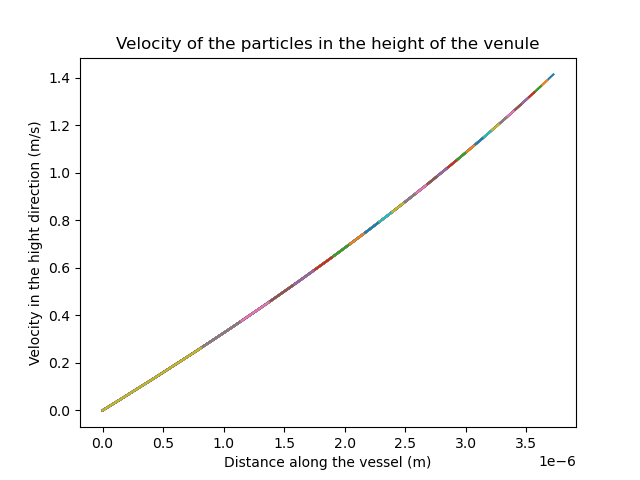 Velocity of the particles in the height of the venule
Velocity in the hight direction (m/s)
1.4
1.2
1.0
0.8
0.6
0.4
0.2
0.0
0.0 0.5 1.0 1.5 2.0 2.5 3.0 3.5
1e−6
Distance along the vessel (m)